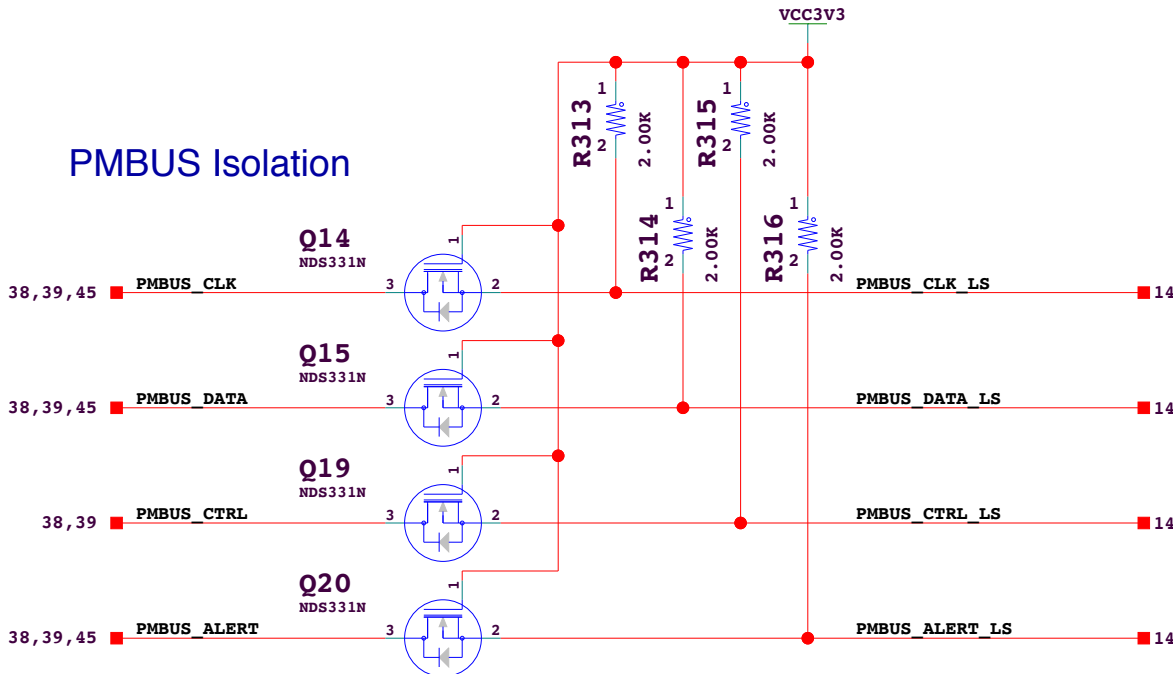 VCC3V3
1
R313
2
2.00K
1
R315
2
2.00K
PMBUS Isolation
1
R314
2
2.00K
1
R316
2
2.00K
Q14
NDS331N
1
38,39,45
PMBUS_CLK
3
2
PMBUS_CLK_LS
14
Q15
NDS331N
1
38,39,45
PMBUS_DATA
3
2
PMBUS_DATA_LS
14
Q19
NDS331N
1
38,39
PMBUS_CTRL
3
2
PMBUS_CTRL_LS
14
Q20
NDS331N
1
38,39,45
PMBUS_ALERT
3
2
PMBUS_ALERT_LS
14